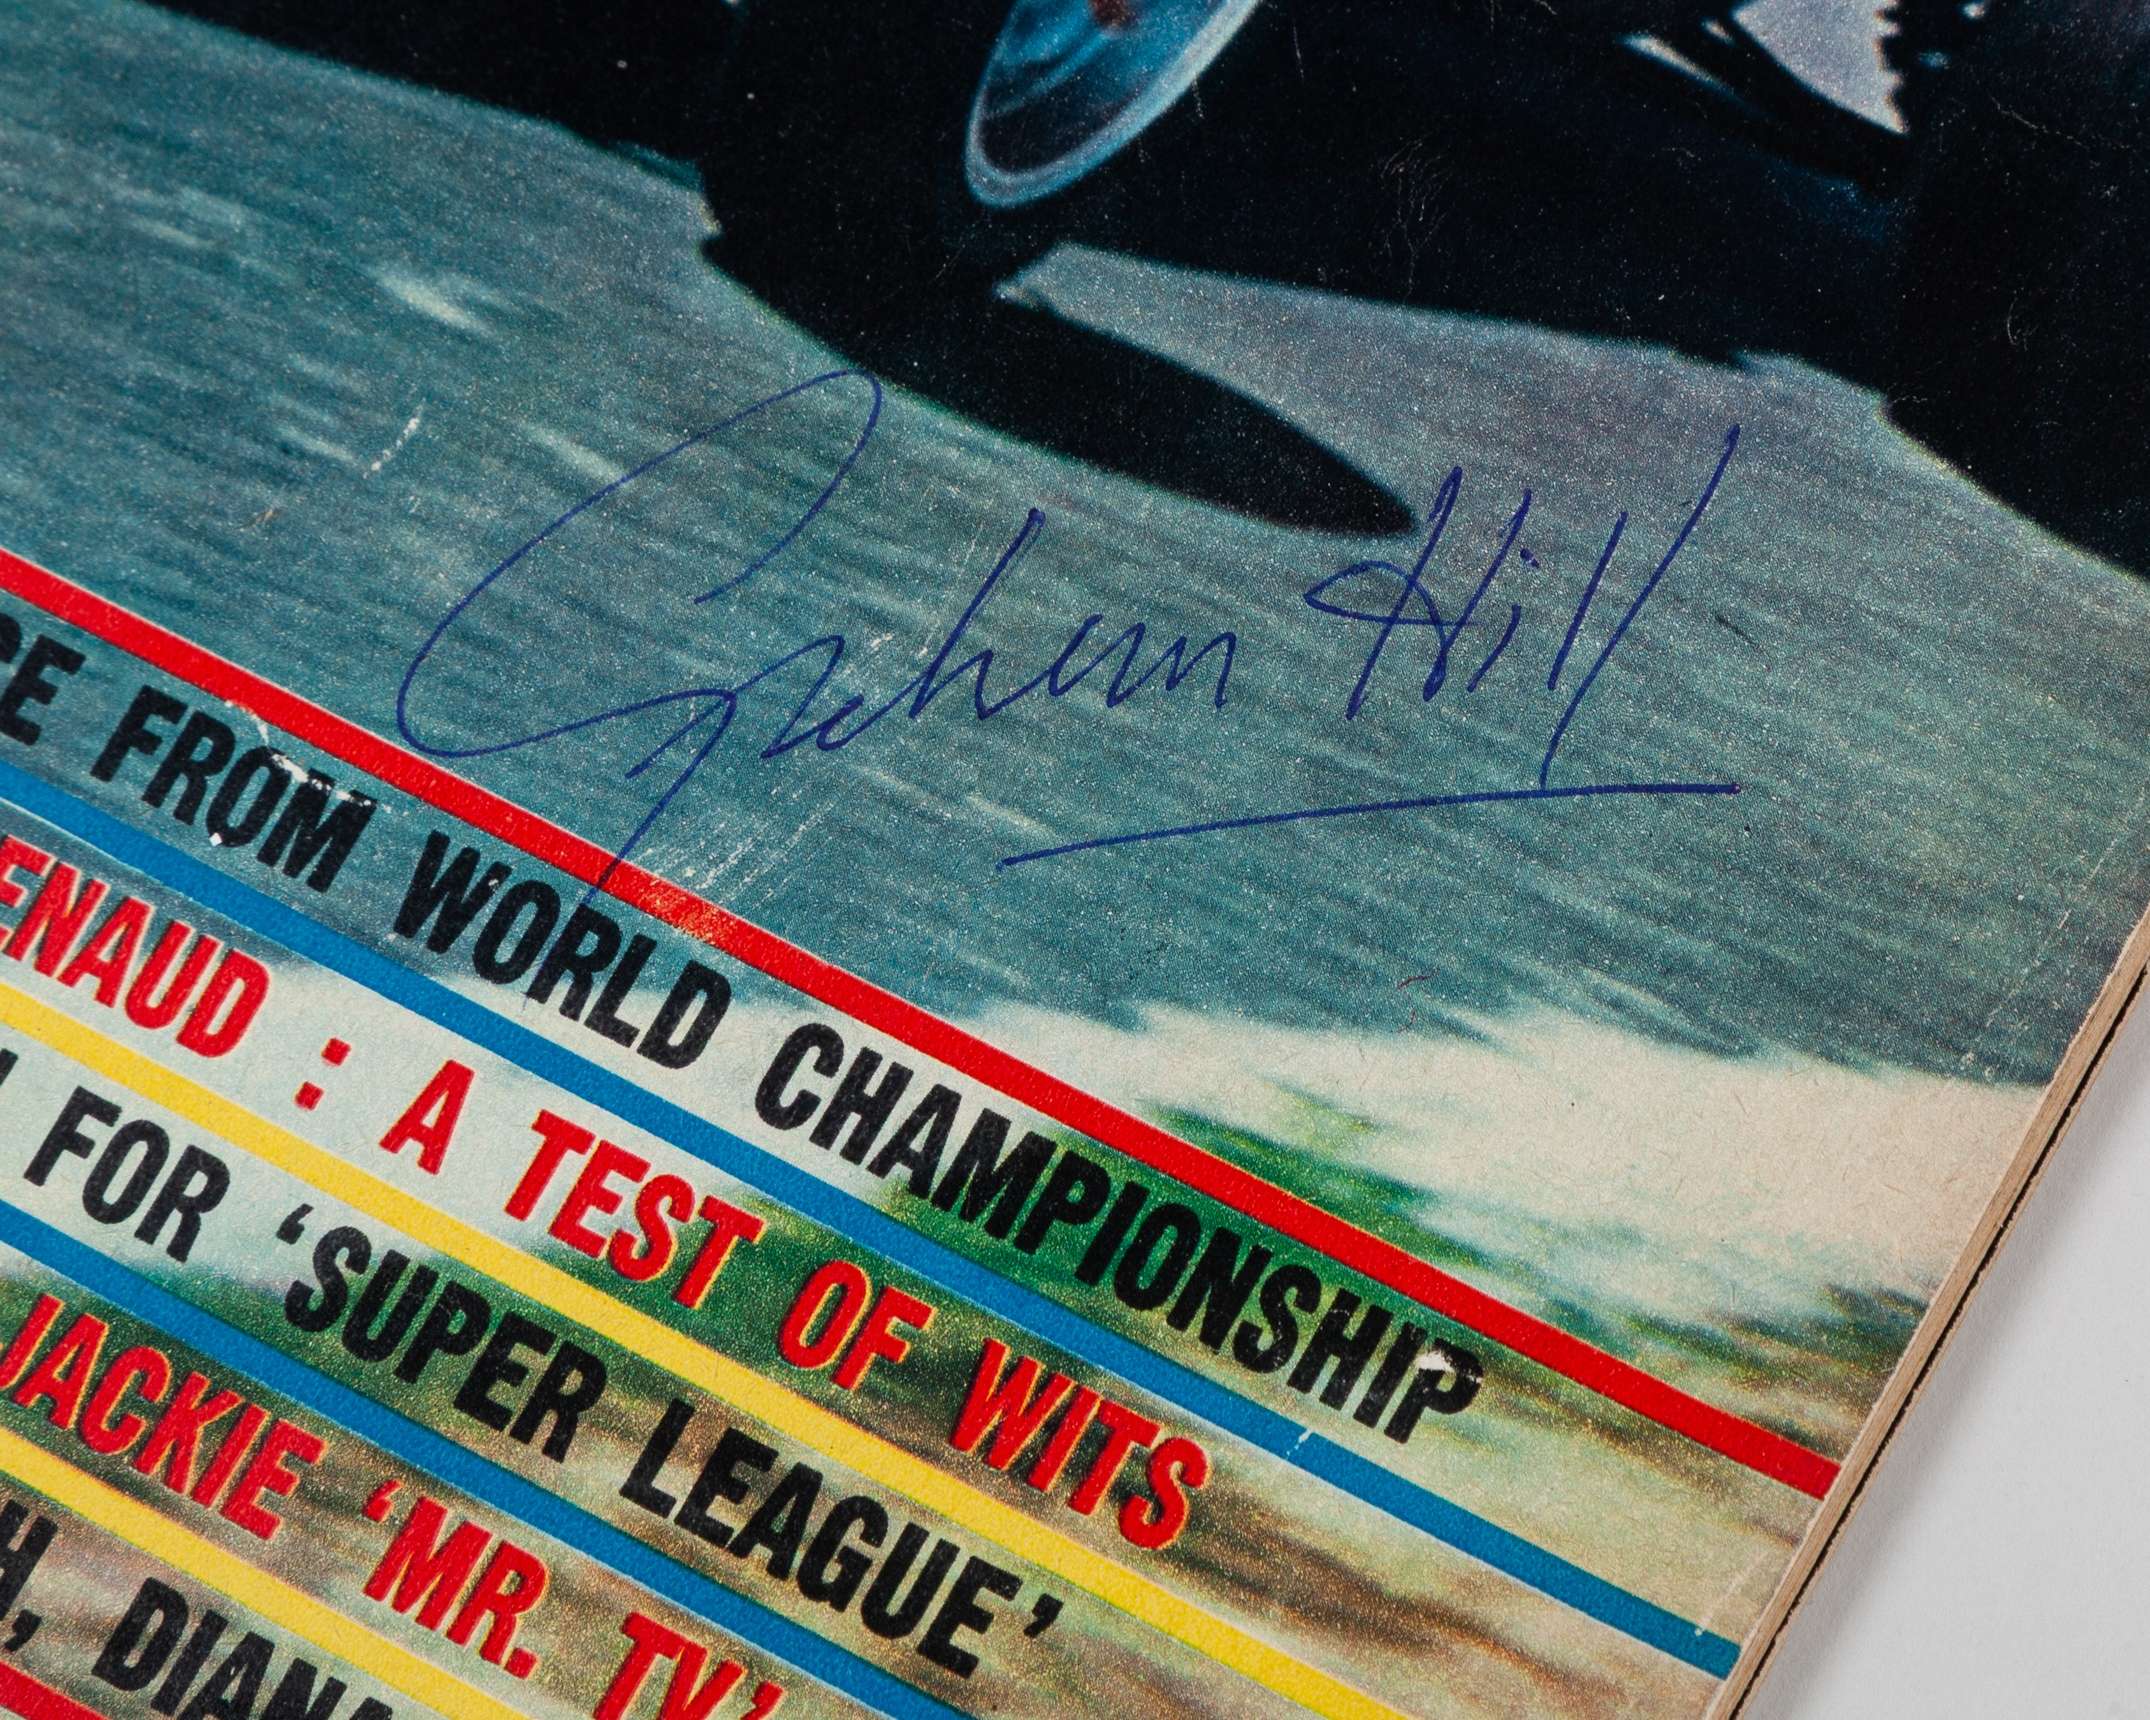 Graham Hill
FROM WORLD CHAMPIONSHIP
: A TEST OF WITS
FOR 'SUPER LEAGUE'
JACKIE 'MR. TV'